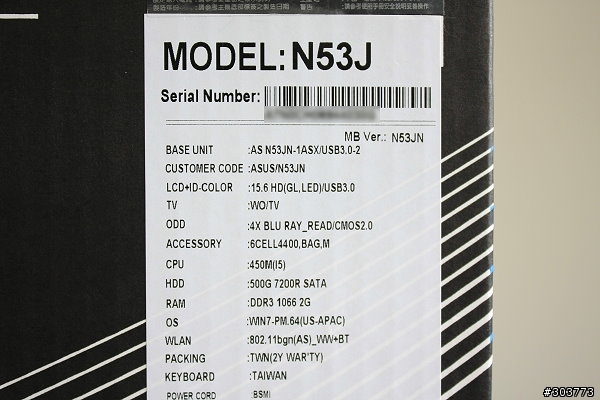 MODEL: N53J
Serial Number:
MB Ver.: N53JN
BASE UNIT :AS N53JN-1ASX/USB3.0-2
CUSTOMER CODE :ASUS/N53JN
LCD+ID-COLOR :15.6 HD(GL,LED)/USB3.0
TV :WO/TV
ODD :4X BLU RAY_READ/CMOS2.0
ACCESSORY :6CELL4400,BAG,M
CPU :450M(I5)
HDD :500G 7200R SATA
RAM :DDR3 1066 2G
OS :WIN7-PM.64(US-APAC)
WLAN :802.11bgn(AS)_WW+BT
PACKING :TWN(2Y WAR'TY)
KEYBOARD :TAIWAN
POWER CORD :BSMI
#303773